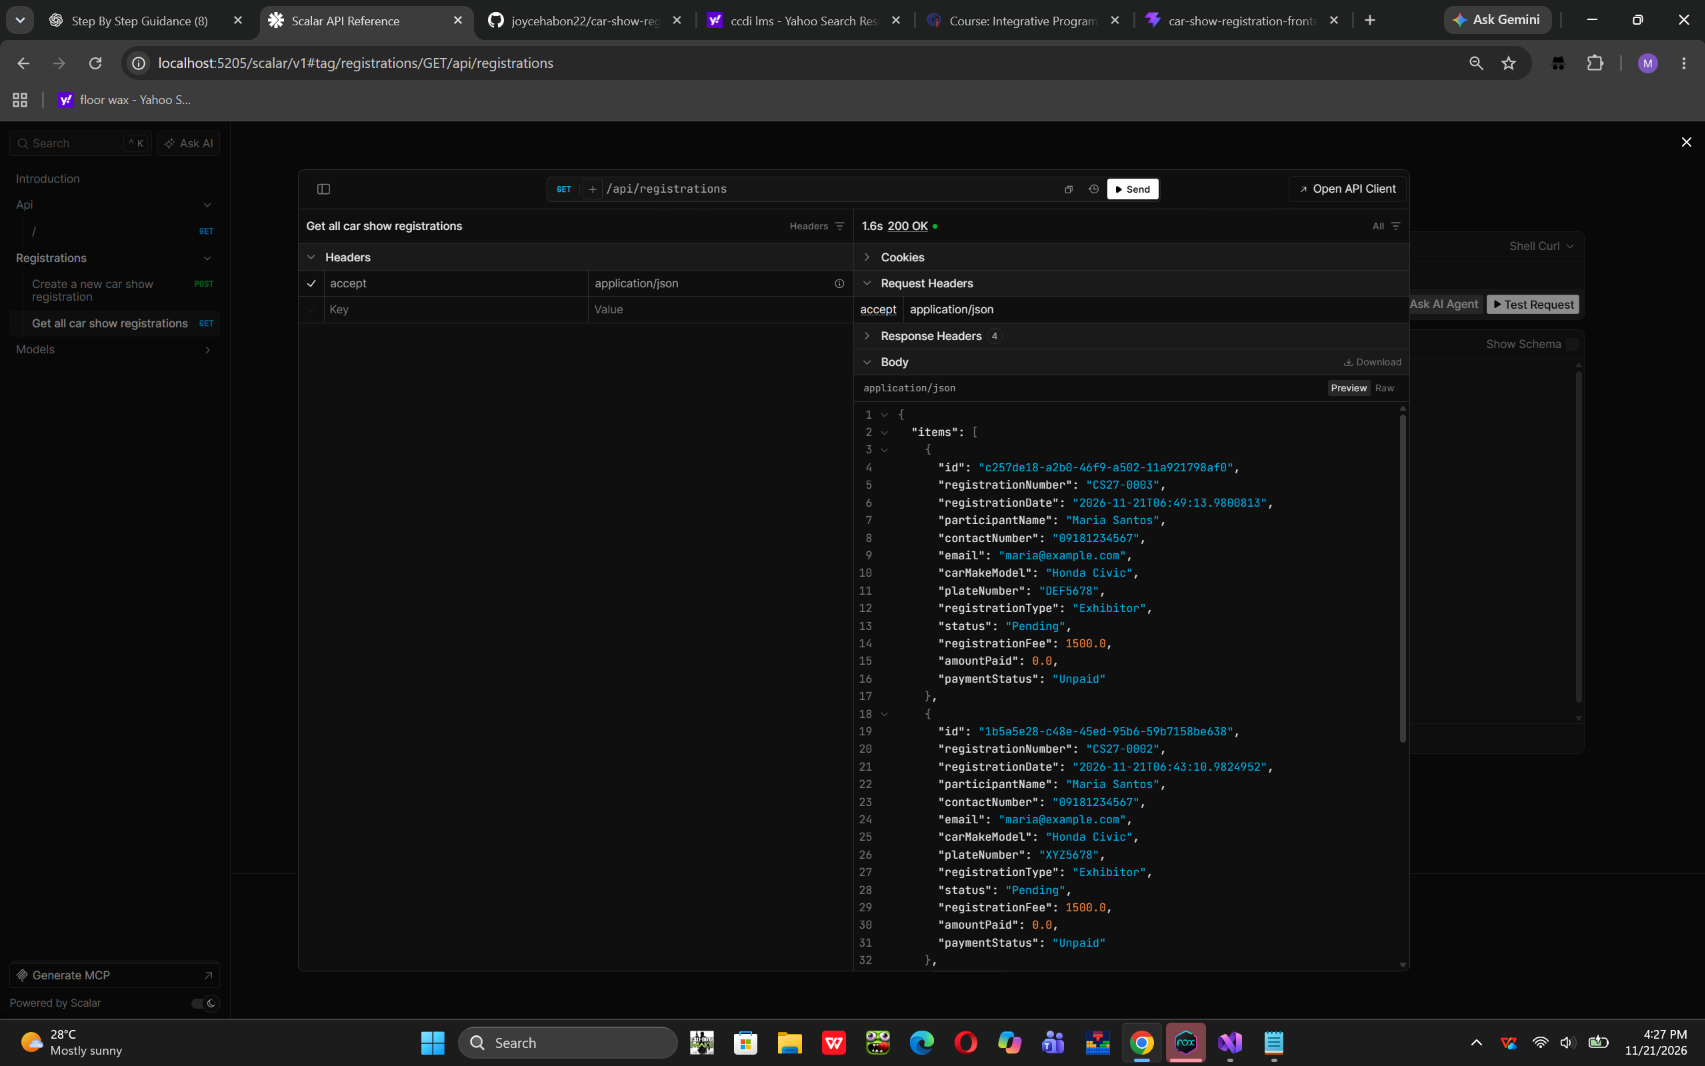 Step By Step Guidance (8)
Scalar API Reference
joycehabon22/car-show-reg
ccdi lms - Yahoo Search Res
Course: Integrative Program
car-show-registration-fronte
Ask Gemini
localhost:5205/scalar/v1#tag/registrations/GET/api/registrations
M
floor wax - Yahoo S...
Search
^ K
Ask AI
Introduction
Api
/
GET
Registrations
Create a new car show registration
POST
Get all car show registrations
GET
Models
Generate MCP
Powered by Scalar
GET
/api/registrations
Send
Open API Client
Get all car show registrations
Headers
1.6s 200 OK
All
Headers
accept
application/json
Key
Value
Cookies
Request Headers
accept
application/json
Response Headers 4
Body
Download
application/json
Preview
Raw
1 {
2 "items": [
3 {
4 "id": "c257de18-a2b0-46f9-a502-11a921798af0",
5 "registrationNumber": "CS27-0003",
6 "registrationDate": "2026-11-21T06:49:13.9800813",
7 "participantName": "Maria Santos",
8 "contactNumber": "09181234567",
9 "email": "maria@example.com",
10 "carMakeModel": "Honda Civic",
11 "plateNumber": "DEF5678",
12 "registrationType": "Exhibitor",
13 "status": "Pending",
14 "registrationFee": 1500.0,
15 "amountPaid": 0.0,
16 "paymentStatus": "Unpaid"
17 },
18 {
19 "id": "1b5a5e28-c48e-45ed-95b6-59b7158be638",
20 "registrationNumber": "CS27-0002",
21 "registrationDate": "2026-11-21T06:43:10.9824952",
22 "participantName": "Maria Santos",
23 "contactNumber": "09181234567",
24 "email": "maria@example.com",
25 "carMakeModel": "Honda Civic",
26 "plateNumber": "XYZ5678",
27 "registrationType": "Exhibitor",
28 "status": "Pending",
29 "registrationFee": 1500.0,
30 "amountPaid": 0.0,
31 "paymentStatus": "Unpaid"
32 },
Shell Curl
Ask AI Agent
Test Request
Show Schema
28°C
Mostly sunny
Search
4:27 PM
11/21/2026